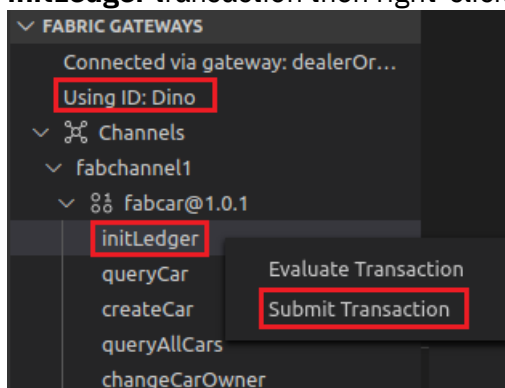 initLedger transaction then right-click
FABRIC GATEWAYS
Connected via gateway: dealerOr...
Using ID: Dino
Channels
fabchannel1
fabcar@1.0.1
initLedger
queryCar
Evaluate Transaction
createCar
Submit Transaction
queryAllCars
changeCarOwner